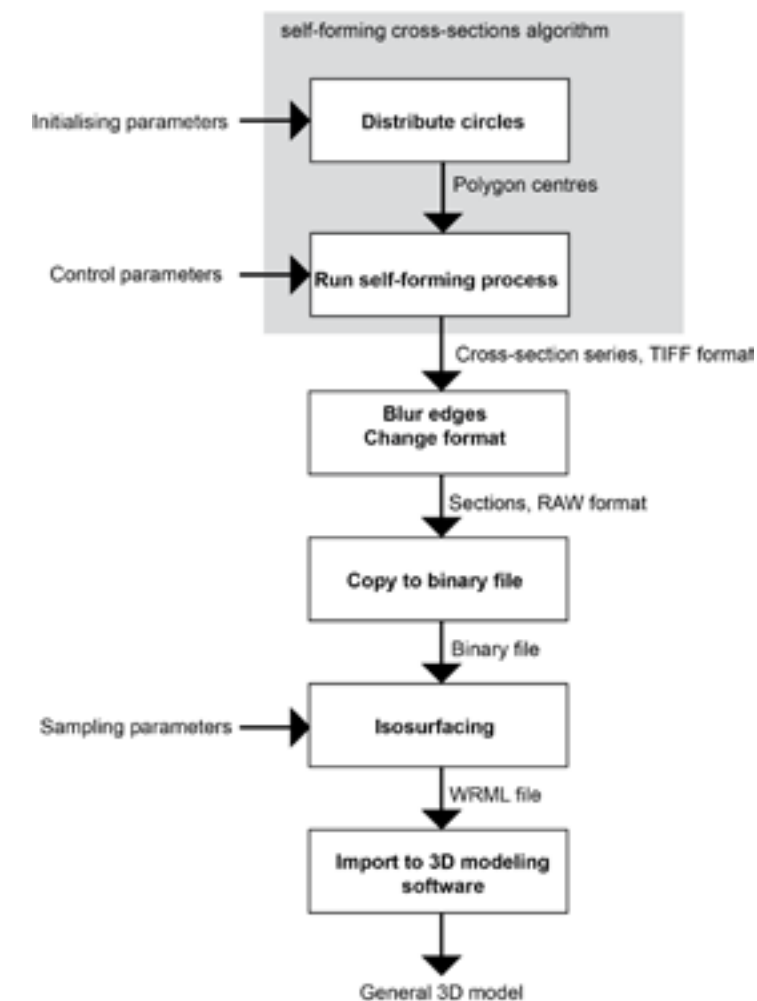 self-forming cross-sections algorithm
Initialising parameters
Distribute circles
Polygon centres
Control parameters
Run self-forming process
Cross-section series, TIFF format
Blur edges
Change format
Sections, RAW format
Copy to binary file
Binary file
Sampling parameters
Isosurfacing
WRML file
Import to 3D modeling
software
General 3D model